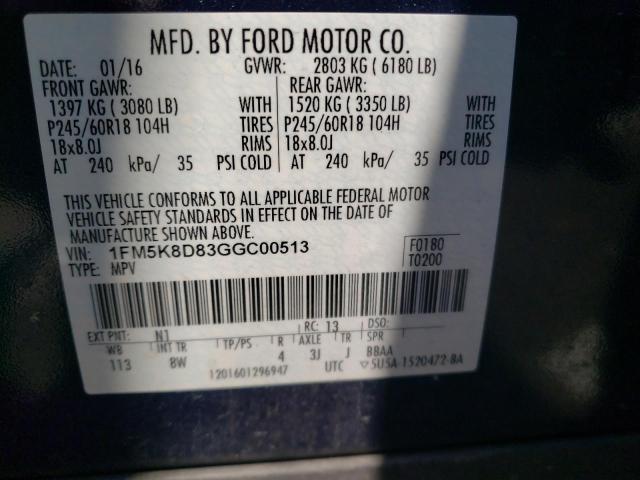 MFD. BY FORD MOTOR CO.
DATE: 01/16 GVWR: 2803 KG ( 6180 LB)
FRONT GAWR: REAR GAWR:
1397 KG ( 3080 LB) WITH 1520 KG ( 3350 LB) WITH
P245/60R18 104H TIRES P245/60R18 104H TIRES
18x8.0J RIMS 18x8.0J RIMS
AT 240 kPa/ 35 PSI COLD AT 240 kPa/ 35 PSI COLD
THIS VEHICLE CONFORMS TO ALL APPLICABLE FEDERAL MOTOR
VEHICLE SAFETY STANDARDS IN EFFECT ON THE DATE OF
MANUFACTURE SHOWN ABOVE.
VIN: 1FM5K8D83GGC00513 F0180
TYPE: MPV T0200
EXT PNT: N1 RC: 13 DSO:
WB INT TR TP/PS R AXLE TR SPR
113 8W 4 3J J BBAA
1201601296947 UTC ▽5U5A-1520472-BA